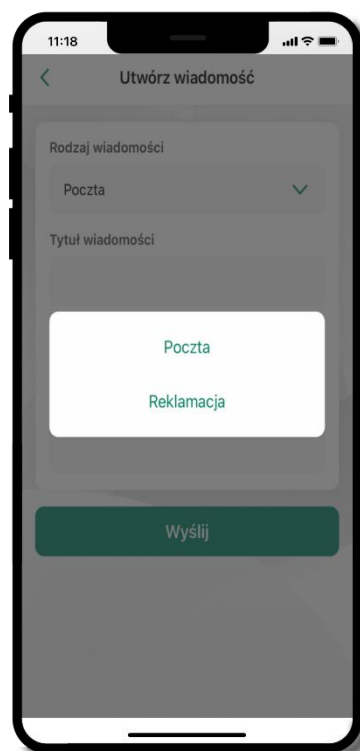 11:18
Utwórz wiadomość
Rodzaj wiadomości
Poczta
Tytuł wiadomości
Poczta
Reklamacja
Wyślij